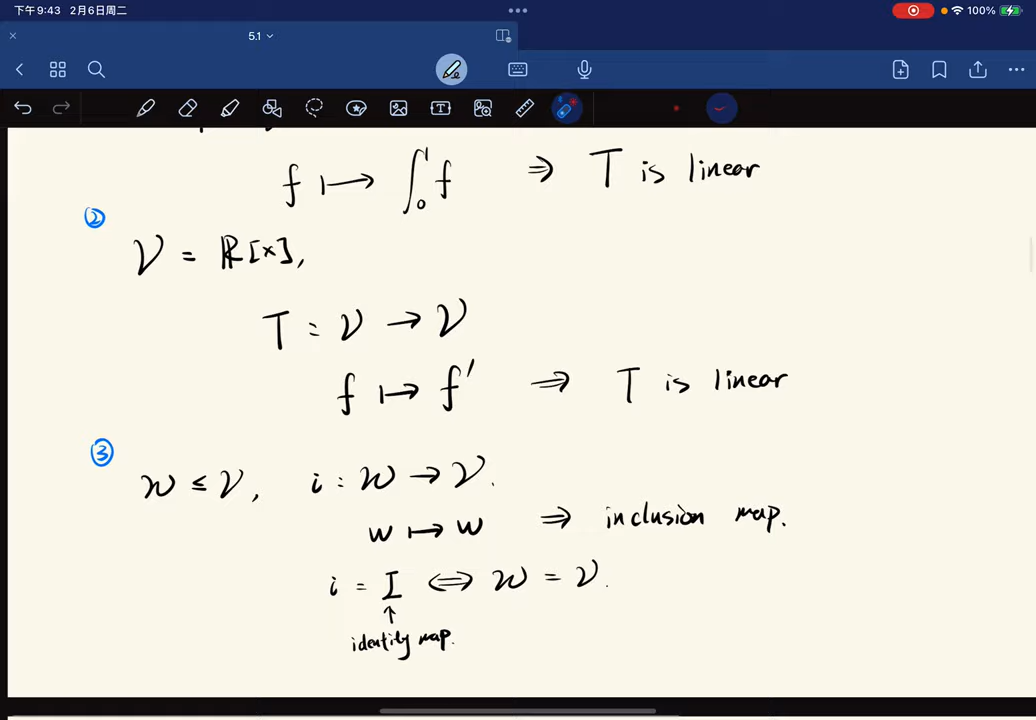 下午9:43 2月6日周二
100%
5.1
f ↦ ∫₀¹ f ⇒ T is linear
②
V = ℝ[x],
T : V → V
f ↦ f' ⇒ T is linear
③
W ≤ V, i : W → V.
w ↦ w ⇒ inclusion map.
i = I ⇔ W = V.
↑
identity map.